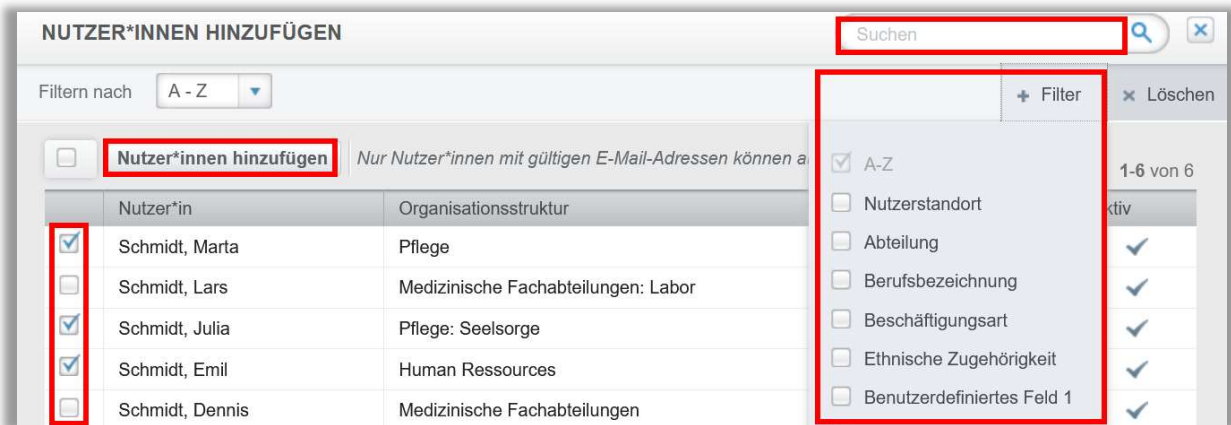 NUTZER*INNEN HINZUFÜGEN
Suchen
Filtern nach A - Z
+ Filter
× Löschen
Nutzer*innen hinzufügen
Nur Nutzer*innen mit gültigen E-Mail-Adressen können
1-6 von 6
Nutzer*in Organisationsstruktur
Schmidt, Marta Pflege
Schmidt, Lars Medizinische Fachabteilungen: Labor
Schmidt, Julia Pflege: Seelsorge
Schmidt, Emil Human Ressources
Schmidt, Dennis Medizinische Fachabteilungen
A-Z
Nutzerstandort
Abteilung
Berufsbezeichnung
Beschäftigungsart
Ethnische Zugehörigkeit
Benutzerdefiniertes Feld 1